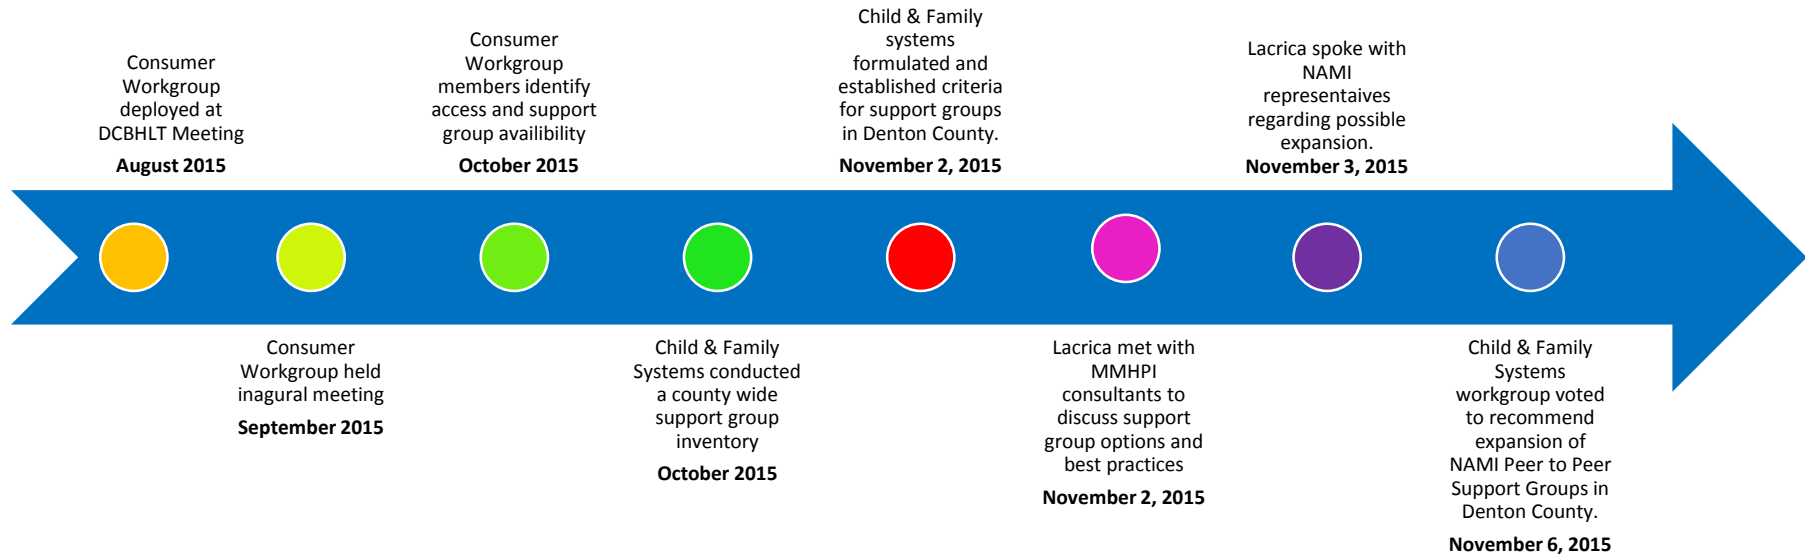 Consumer
Workgroup
deployed at
DCBHLT Meeting
August 2015
Consumer
Workgroup held
inagural meeting
September 2015
Consumer
Workgroup
members identify
access and support
group availibility
October 2015
Child & Family
Systems conducted
a county wide
support group
inventory
October 2015
Child & Family
systems
formulated and
established criteria
for support groups
in Denton County.
November 2, 2015
Lacrica met with
MMHPI
consultants to
discuss support
group options and
best practices
November 2, 2015
Lacrica spoke with
NAMI
representaives
regarding possible
expansion.
November 3, 2015
Child & Family
Systems
workgroup voted
to recommend
expansion of
NAMI Peer to Peer
Support Groups in
Denton County.
November 6, 2015